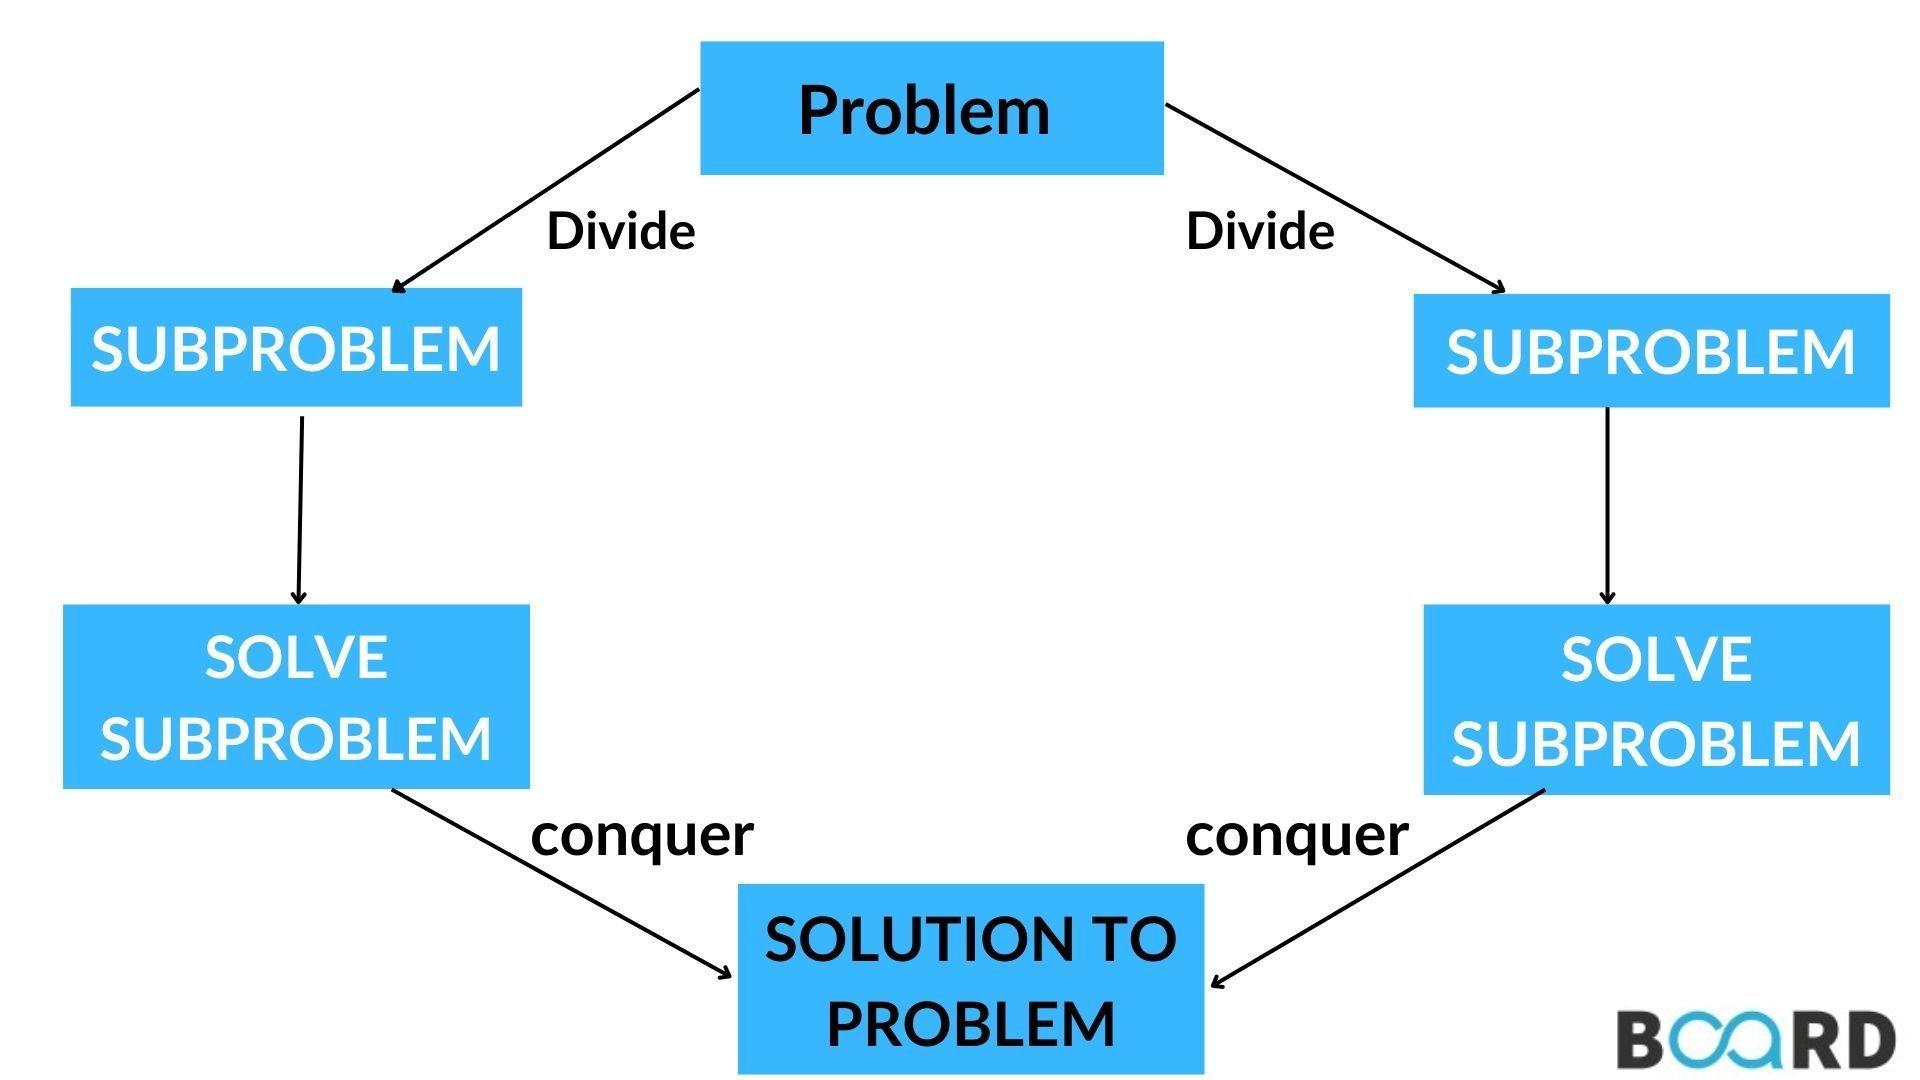 Problem
Divide
Divide
SUBPROBLEM
SUBPROBLEM
SOLVE
SUBPROBLEM
SOLVE
SUBPROBLEM
conquer
conquer
SOLUTION TO
PROBLEM
BOARD